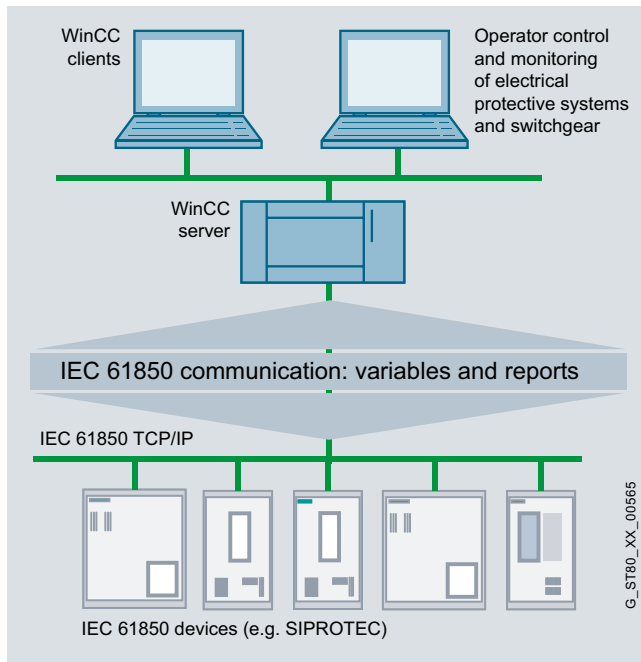 WinCC
clients
Operator control
and monitoring
of electrical
protective systems
and switchgear
WinCC
server
IEC 61850 communication: variables and reports
IEC 61850 TCP/IP
IEC 61850 devices (e.g. SIPROTEC)
G_ST80_XX_00565